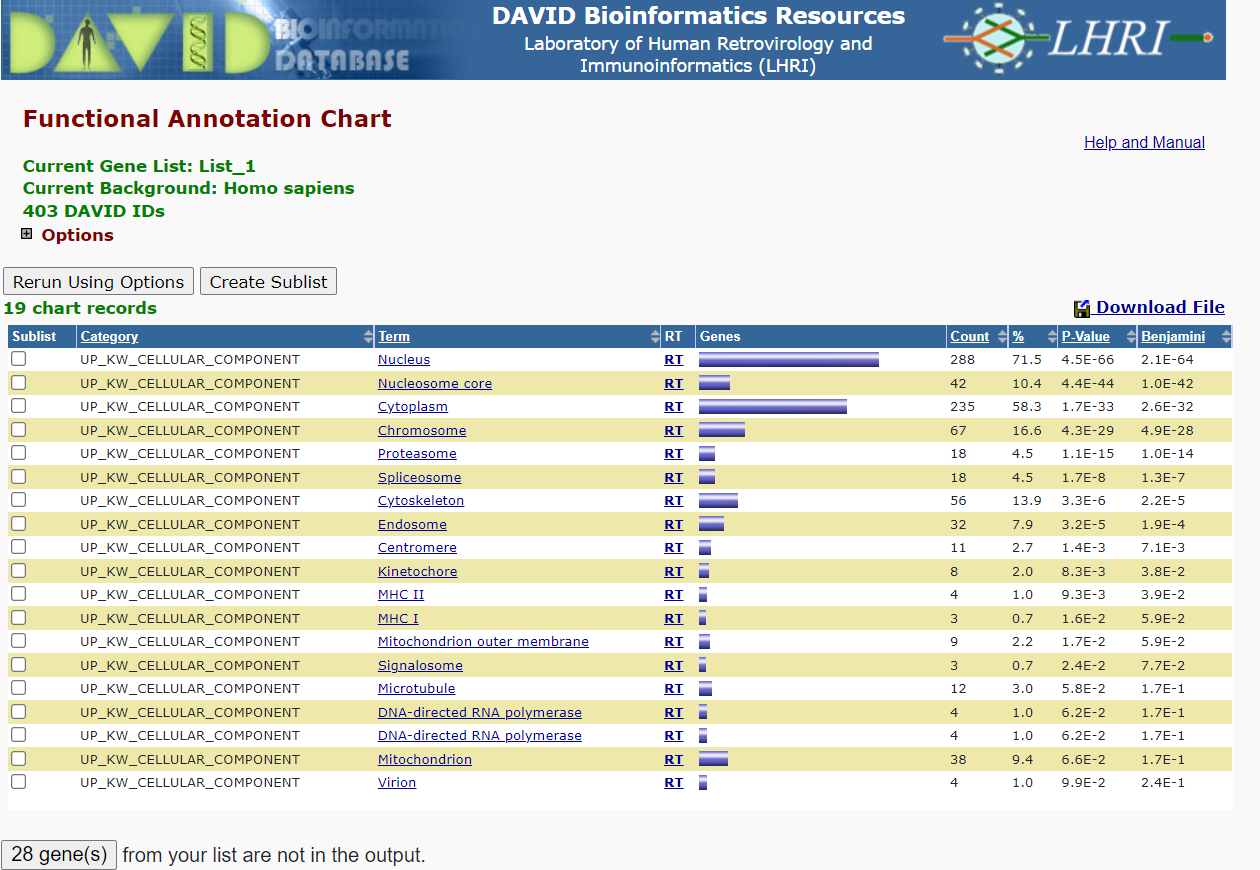 DAVID BIOINFORMATICS DATABASE
DAVID Bioinformatics Resources
Laboratory of Human Retrovirology and
Immunoinformatics (LHRI)
LHRI
Functional Annotation Chart
Help and Manual
Current Gene List: List_1
Current Background: Homo sapiens
403 DAVID IDs
Options
Rerun Using Options Create Sublist
19 chart records
Download File
Sublist Category Term RT Genes Count % P-Value Benjamini
UP_KW_CELLULAR_COMPONENT Nucleus RT 288 71.5 4.5E-66 2.1E-64
UP_KW_CELLULAR_COMPONENT Nucleosome core RT 42 10.4 4.4E-44 1.0E-42
UP_KW_CELLULAR_COMPONENT Cytoplasm RT 235 58.3 1.7E-33 2.6E-32
UP_KW_CELLULAR_COMPONENT Chromosome RT 67 16.6 4.3E-29 4.9E-28
UP_KW_CELLULAR_COMPONENT Proteasome RT 18 4.5 1.1E-15 1.0E-14
UP_KW_CELLULAR_COMPONENT Spliceosome RT 18 4.5 1.7E-8 1.3E-7
UP_KW_CELLULAR_COMPONENT Cytoskeleton RT 56 13.9 3.3E-6 2.2E-5
UP_KW_CELLULAR_COMPONENT Endosome RT 32 7.9 3.2E-5 1.9E-4
UP_KW_CELLULAR_COMPONENT Centromere RT 11 2.7 1.4E-3 7.1E-3
UP_KW_CELLULAR_COMPONENT Kinetochore RT 8 2.0 8.3E-3 3.8E-2
UP_KW_CELLULAR_COMPONENT MHC II RT 4 1.0 9.3E-3 3.9E-2
UP_KW_CELLULAR_COMPONENT MHC I RT 3 0.7 1.6E-2 5.9E-2
UP_KW_CELLULAR_COMPONENT Mitochondrion outer membrane RT 9 2.2 1.7E-2 5.9E-2
UP_KW_CELLULAR_COMPONENT Signalosome RT 3 0.7 2.4E-2 7.7E-2
UP_KW_CELLULAR_COMPONENT Microtubule RT 12 3.0 5.8E-2 1.7E-1
UP_KW_CELLULAR_COMPONENT DNA-directed RNA polymerase RT 4 1.0 6.2E-2 1.7E-1
UP_KW_CELLULAR_COMPONENT DNA-directed RNA polymerase RT 4 1.0 6.2E-2 1.7E-1
UP_KW_CELLULAR_COMPONENT Mitochondrion RT 38 9.4 6.6E-2 1.7E-1
UP_KW_CELLULAR_COMPONENT Virion RT 4 1.0 9.9E-2 2.4E-1
28 gene(s) from your list are not in the output.